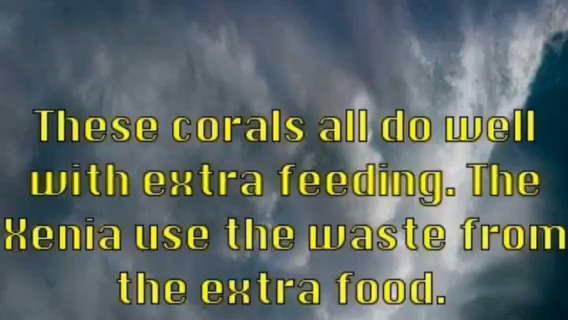 These corals all do well
with extra feeding. The
Xenia use the waste from
the extra food.